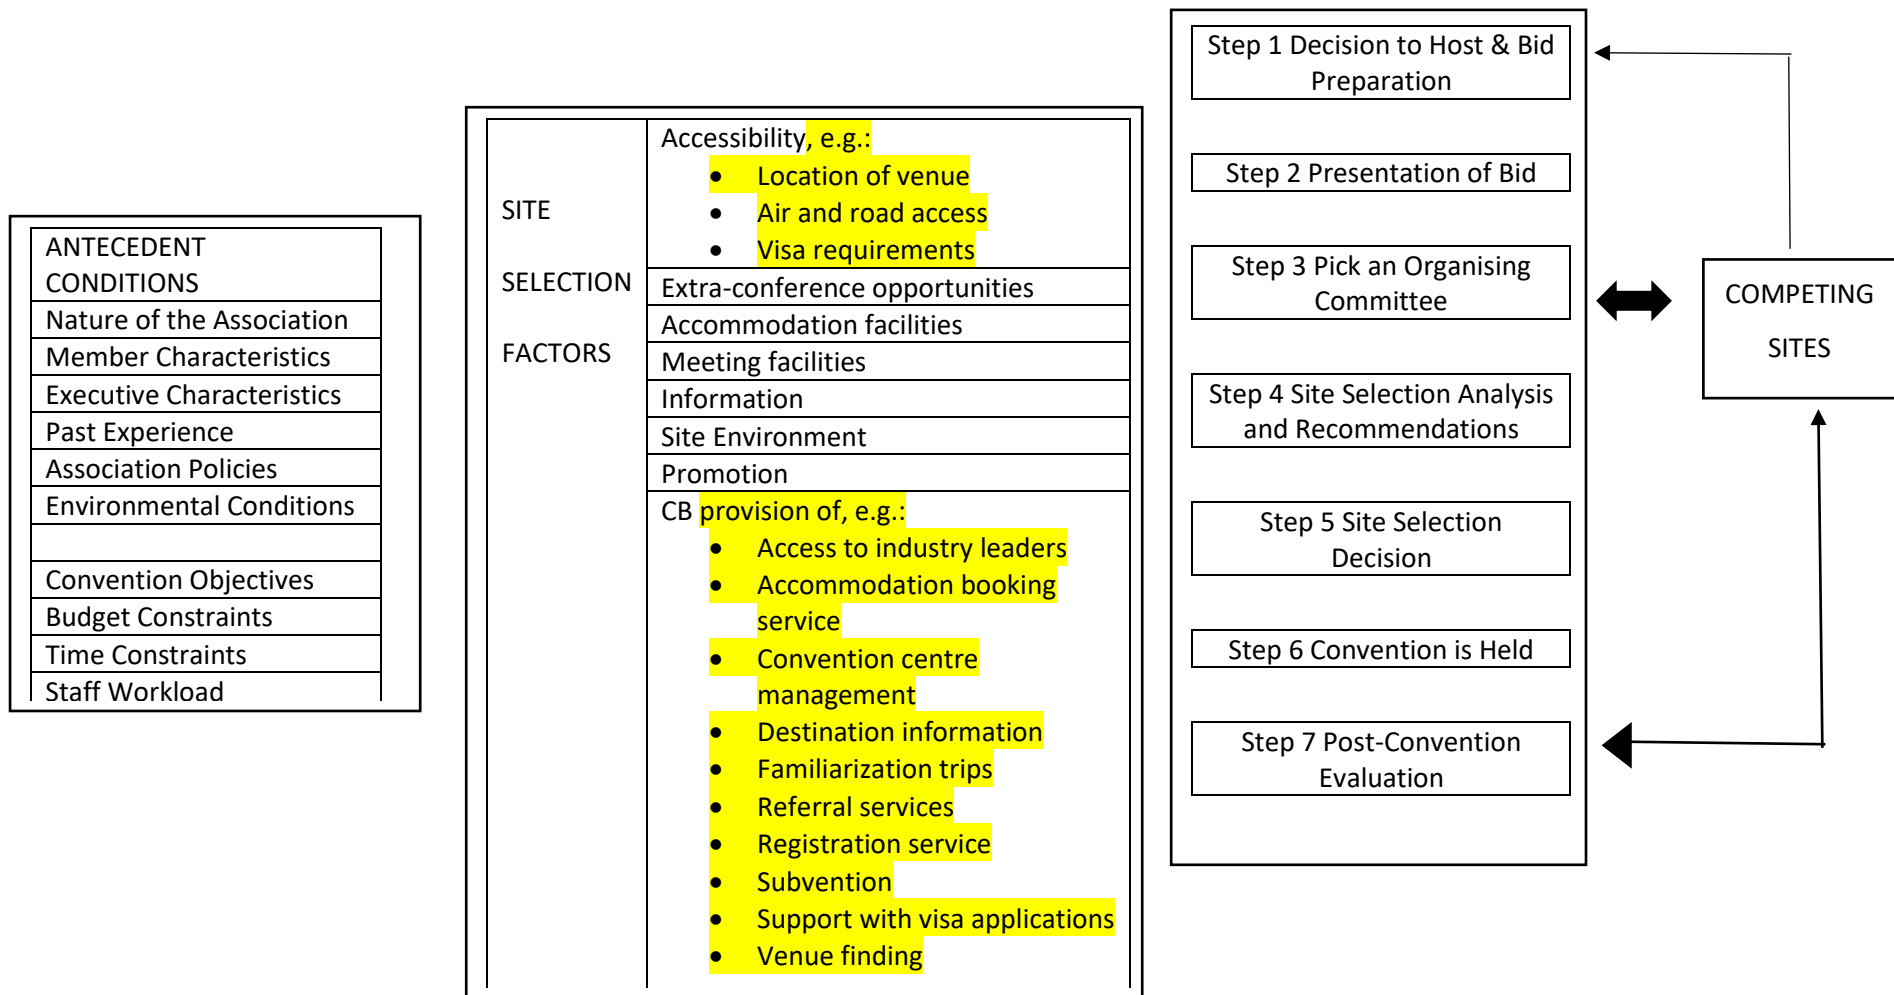 ANTECEDENT
CONDITIONS
Nature of the Association
Member Characteristics
Executive Characteristics
Past Experience
Association Policies
Environmental Conditions
Convention Objectives
Budget Constraints
Time Constraints
Staff Workload
SITE
SELECTION
FACTORS
Accessibility, e.g.:
• Location of venue
• Air and road access
• Visa requirements
Extra-conference opportunities
Accommodation facilities
Meeting facilities
Information
Site Environment
Promotion
CB provision of, e.g.:
• Access to industry leaders
• Accommodation booking
service
• Convention centre
management
• Destination information
• Familiarization trips
• Referral services
• Registration service
• Subvention
• Support with visa applications
• Venue finding
Step 1 Decision to Host & Bid
Preparation
Step 2 Presentation of Bid
Step 3 Pick an Organising
Committee
Step 4 Site Selection Analysis
and Recommendations
Step 5 Site Selection
Decision
Step 6 Convention is Held
Step 7 Post-Convention
Evaluation
COMPETING
SITES